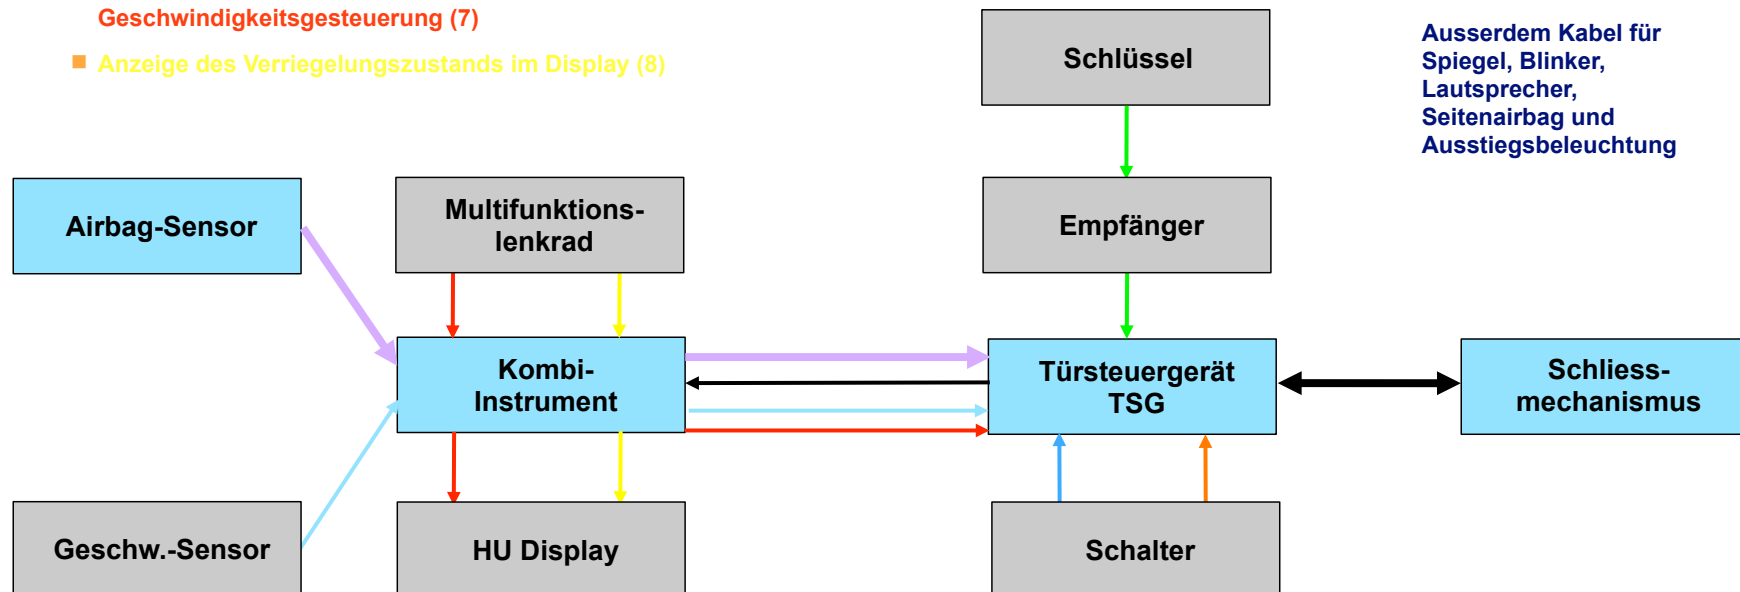 Geschwindigkeitsgesteuerung (7)
Anzeige des Verriegelungszustands im Display (8)
Schlüssel
Ausserdem Kabel für
Spiegel, Blinker,
Lautsprecher,
Seitenairbag und
Ausstiegsbeleuchtung
Airbag-Sensor
Multifunktions-
lenkrad
Empfänger
Kombi-
Instrument
Türsteuergerät
TSG
Schliess-
mechanismus
Geschw.-Sensor
HU Display
Schalter